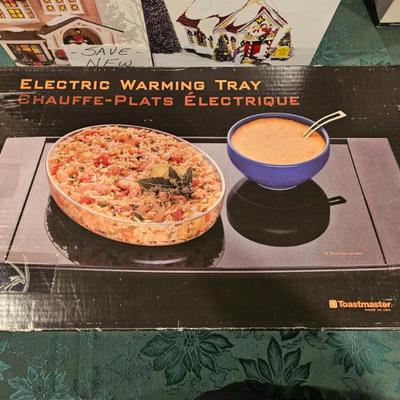 -SAVE-
NEW
ELECTRIC WARMING TRAY
CHAUFFE-PLATS ÉLECTRIQUE
Toastmaster
MADE IN USA